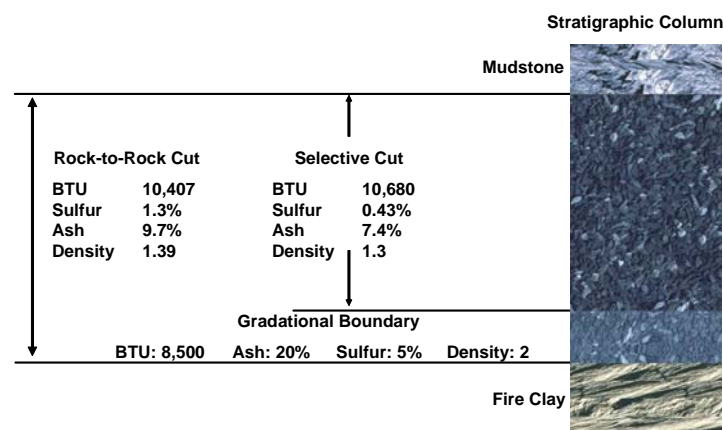 Stratigraphic Column
Mudstone
Rock-to-Rock Cut
BTU 10,407
Sulfur 1.3%
Ash 9.7%
Density 1.39
Selective Cut
BTU 10,680
Sulfur 0.43%
Ash 7.4%
Density 1.3
Gradational Boundary
BTU: 8,500 Ash: 20% Sulfur: 5% Density: 2
Fire Clay